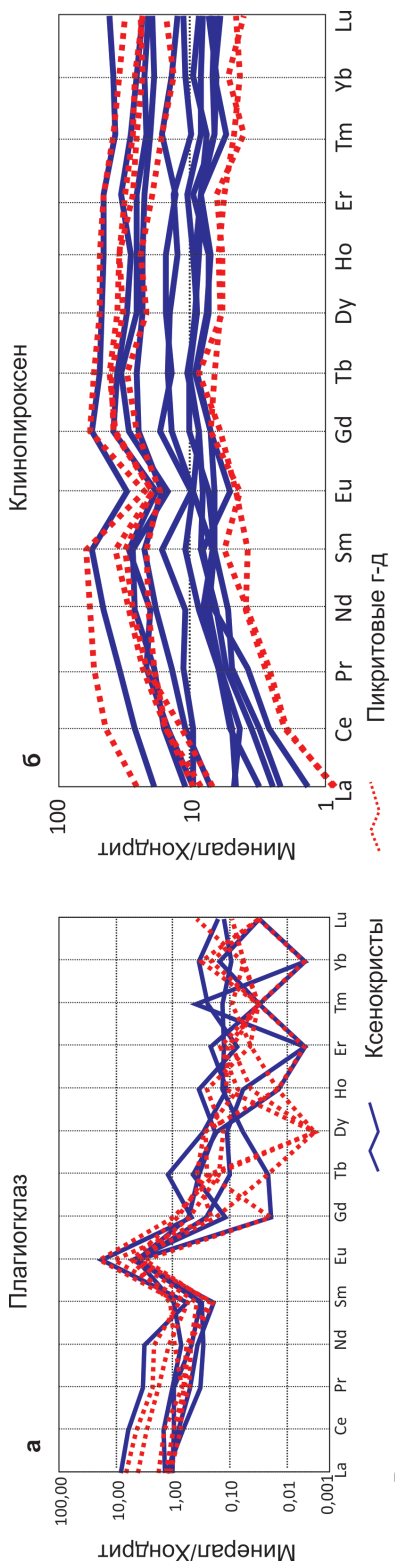 а
Плагиоклаз
Минерал/Хондрит
100,00
10,00
1,00
0,10
0,01
0,001
La Ce Pr Nd Sm Eu Gd Tb Dy Ho Er Tm Yb Lu
б
Клинопироксен
Минерал/Хондрит
100
10
1
La Ce Pr Nd Sm Eu Gd Tb Dy Ho Er Tm Yb Lu
Ксенокристы
Пикритовые г-д